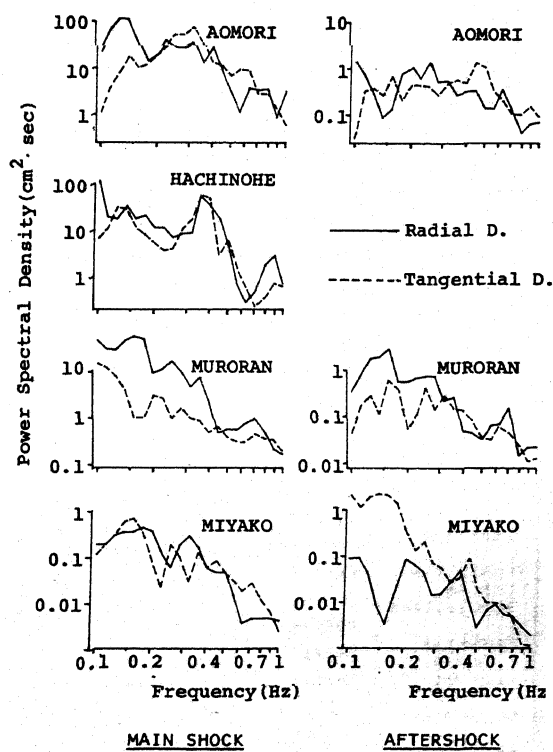 Power Spectral Density(cm²·sec)
AOMORI
100
10
1
AOMORI
10
1
0.1
HACHINOHE
100
10
1
Radial D.
Tangential D.
MURORAN
10
1
0.1
MURORAN
1
0.1
0.01
MIYAKO
1
0.1
0.01
MIYAKO
1
0.1
0.01
0.1 0.2 0.4 0.7 1
0.1 0.2 0.4 0.7 1
Frequency(Hz)
Frequency(Hz)
MAIN SHOCK
AFTERSHOCK